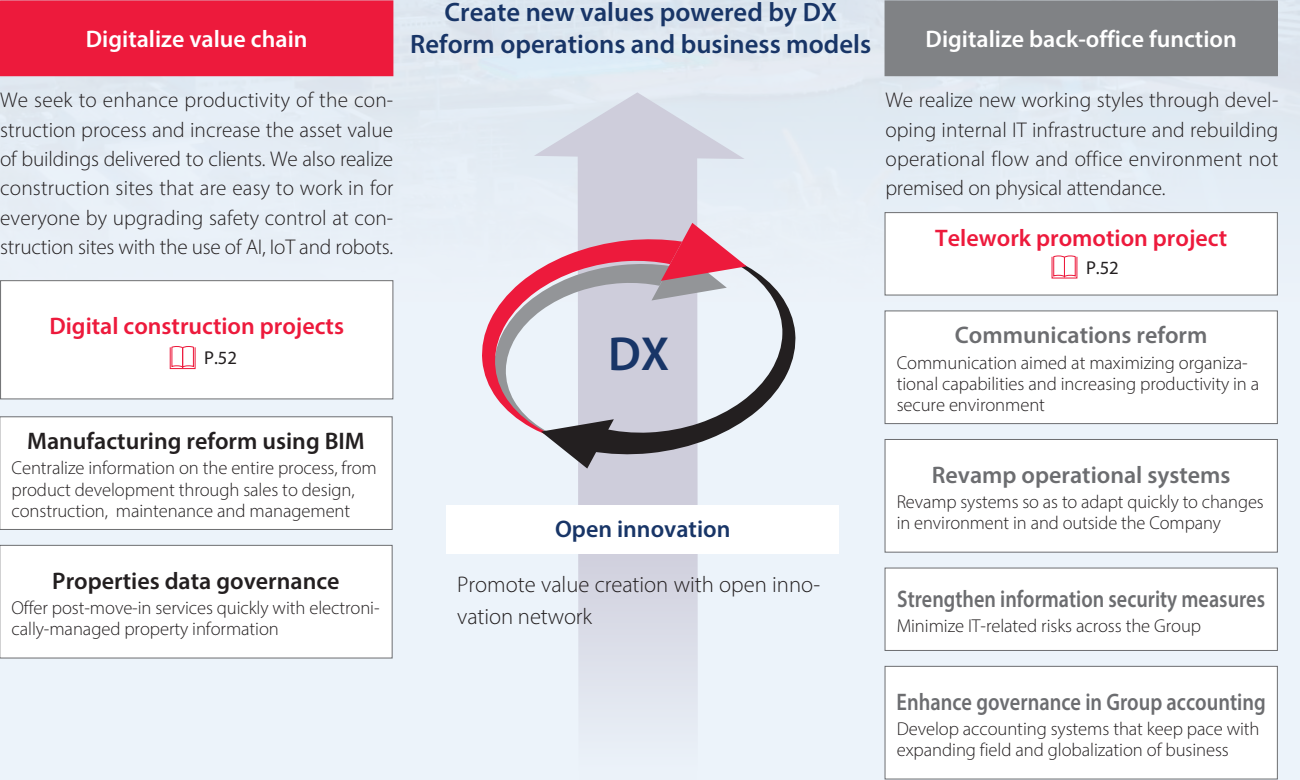 Digitalize value chain
We seek to enhance productivity of the con-
struction process and increase the asset value
of buildings delivered to clients. We also realize
construction sites that are easy to work in for
everyone by upgrading safety control at con-
struction sites with the use of AI, IoT and robots.
Digital construction projects
P.52
Manufacturing reform using BIM
Centralize information on the entire process, from
product development through sales to design,
construction, maintenance and management
Properties data governance
Offer post-move-in services quickly with electroni-
cally-managed property information
Create new values powered by DX
Reform operations and business models
DX
Open innovation
Promote value creation with open inno-
vation network
Digitalize back-office function
We realize new working styles through devel-
oping internal IT infrastructure and rebuilding
operational flow and office environment not
premised on physical attendance.
Telework promotion project
P.52
Communications reform
Communication aimed at maximizing organiza-
tional capabilities and increasing productivity in a
secure environment
Revamp operational systems
Revamp systems so as to adapt quickly to changes
in environment in and outside the Company
Strengthen information security measures
Minimize IT-related risks across the Group
Enhance governance in Group accounting
Develop accounting systems that keep pace with
expanding field and globalization of business